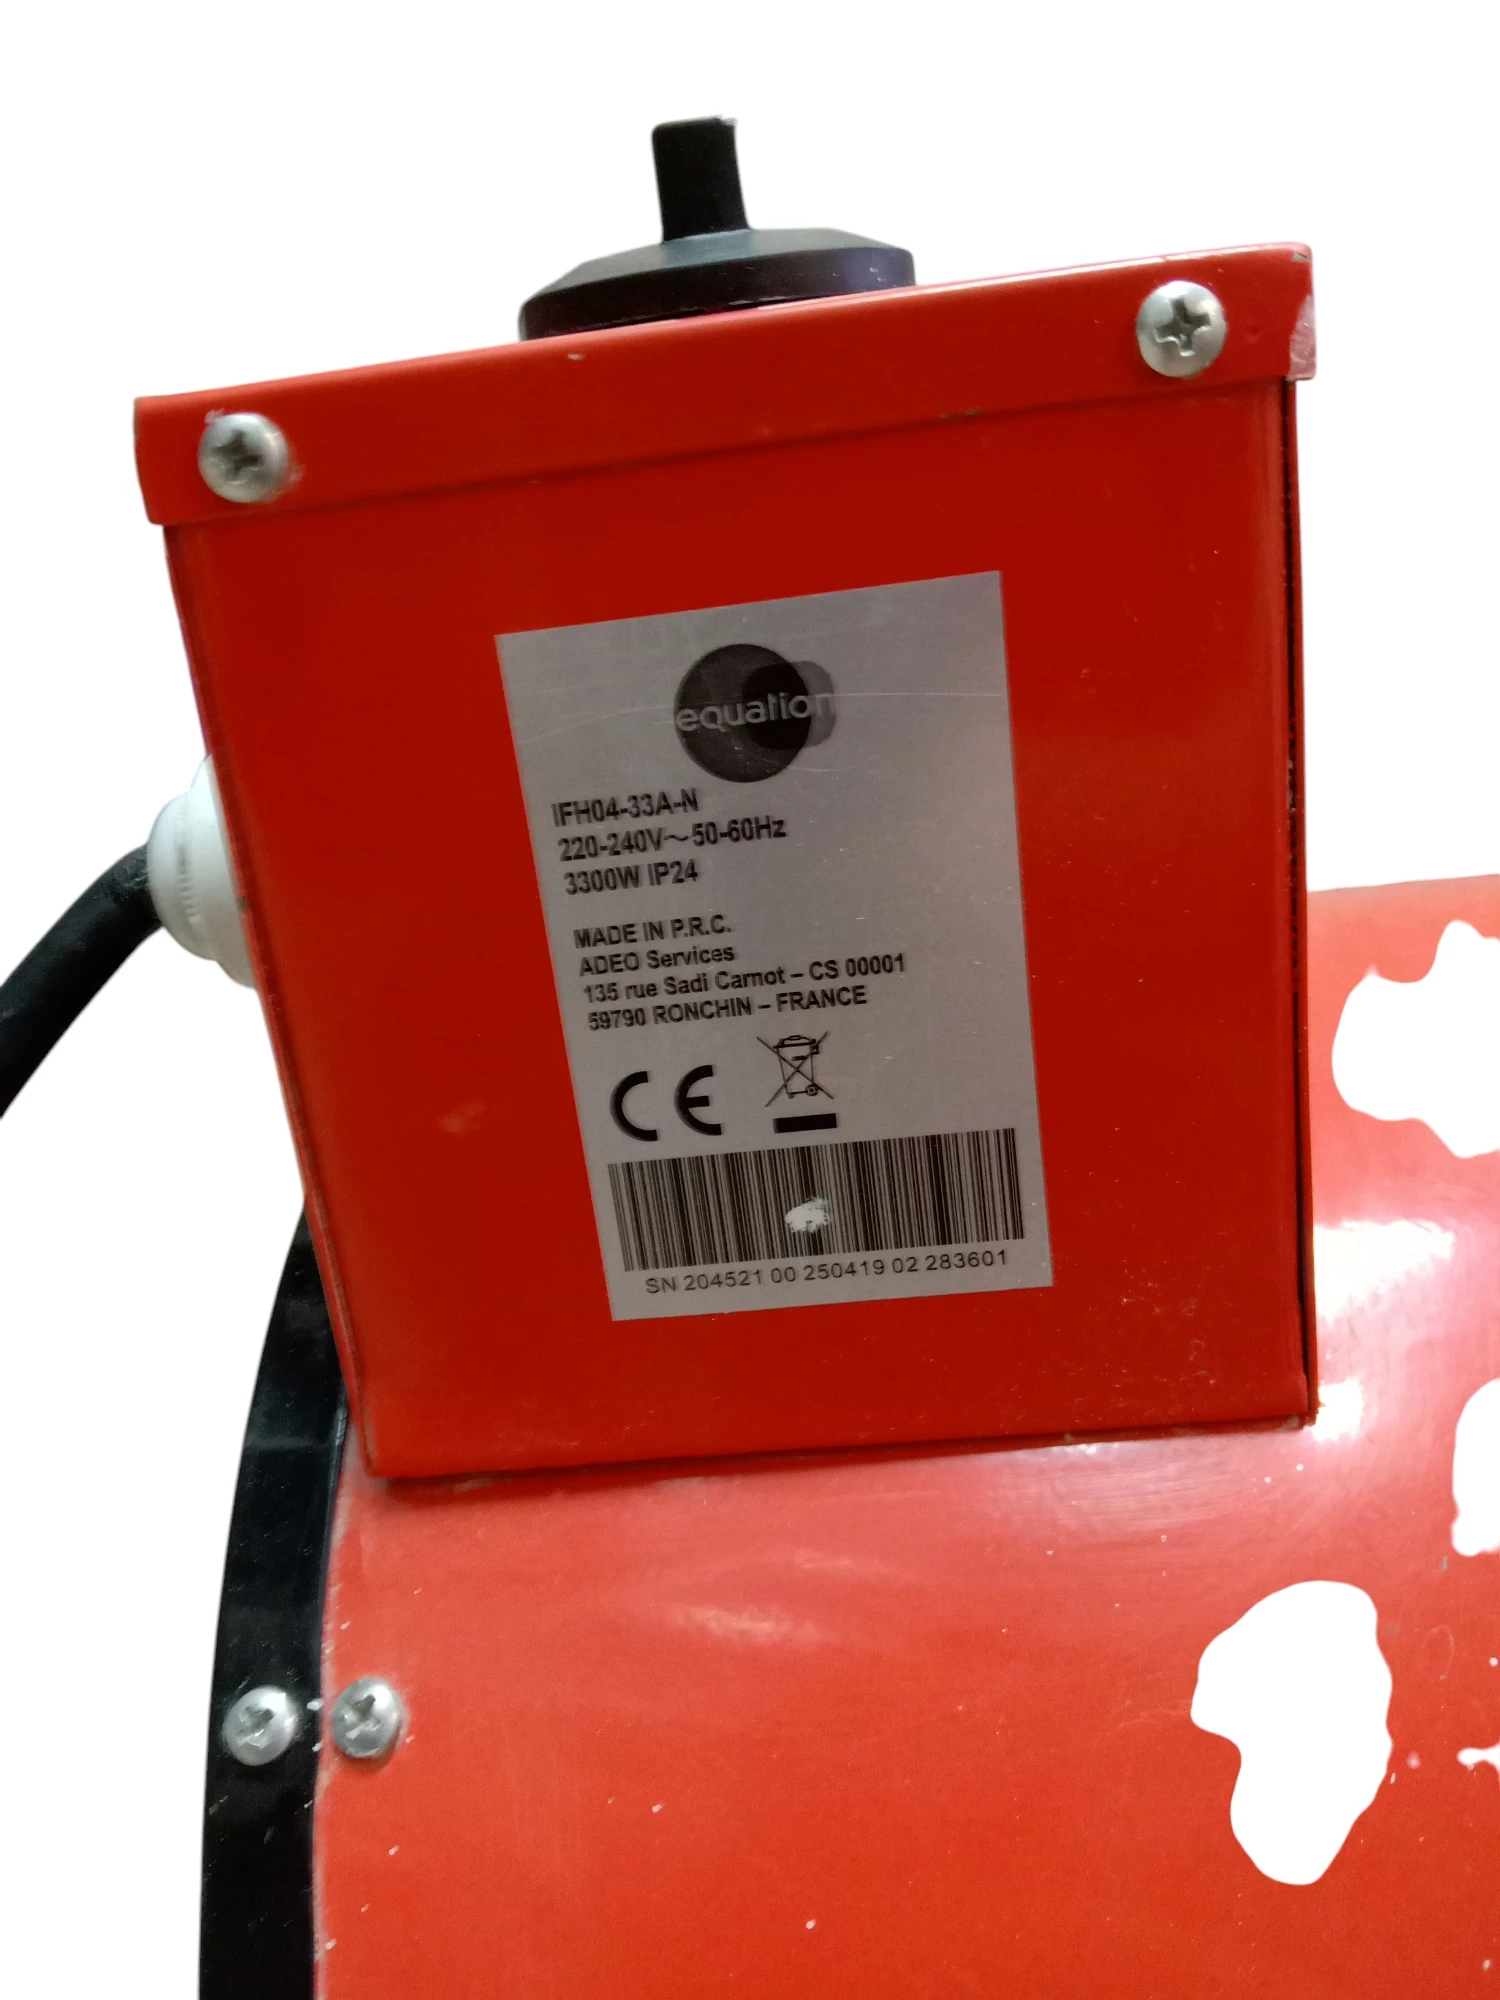 equation
IFH04-33A-N
220-240V～50-60Hz
3300W IP24
MADE IN P.R.C.
ADEO Services
135 rue Sadi Carnot – CS 00001
59790 RONCHIN – FRANCE
CE
SN 204521 00 250419 02 283601